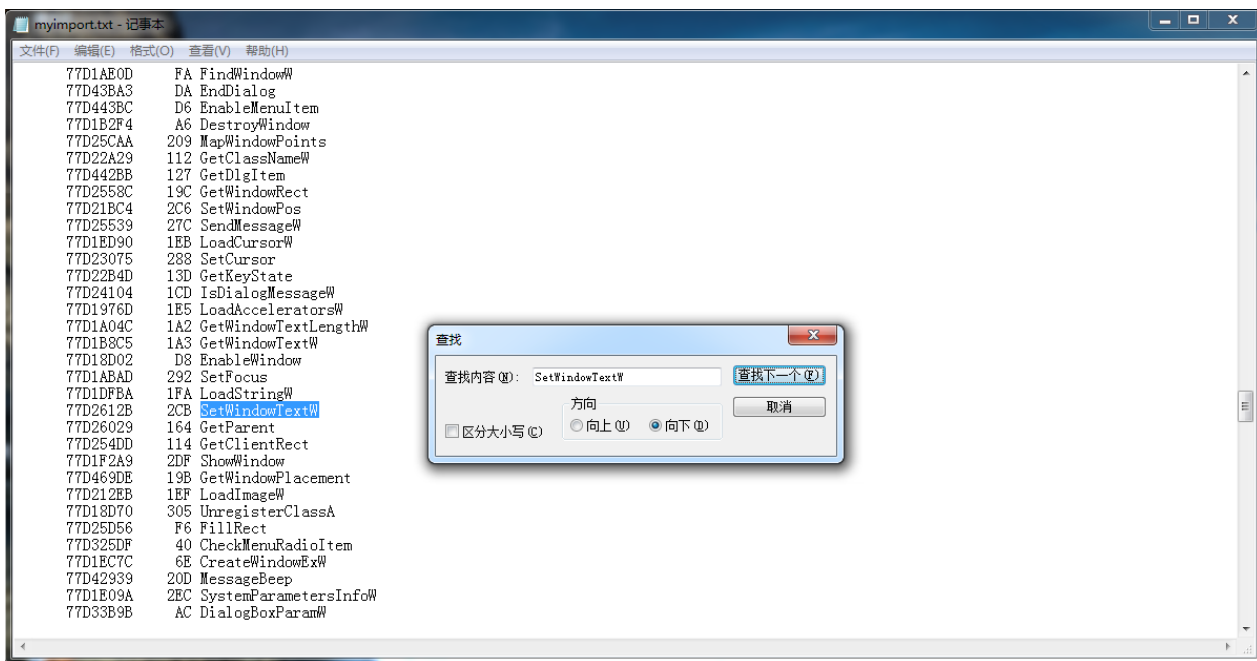 myimport.txt - 记事本
文件(F) 编辑(E) 格式(O) 查看(V) 帮助(H)
77D1AE0D FA FindWindowW
77D43BA3 DA EndDialog
77D443BC D6 EnableMenuItem
77D1B2F4 A6 DestroyWindow
77D25CAA 209 MapWindowPoints
77D22A29 112 GetClassNameW
77D442BB 127 GetDlgItem
77D2558C 19C GetWindowRect
77D21BC4 2C6 SetWindowPos
77D25539 27C SendMessageW
77D1ED90 1EB LoadCursorW
77D23075 288 SetCursor
77D22B4D 13D GetKeyState
77D24104 1CD IsDialogMessageW
77D1976D 1E5 LoadAcceleratorsW
77D1A04C 1A2 GetWindowTextLengthW
77D1B8C5 1A3 GetWindowTextW
77D18D02 D8 EnableWindow
77D1ABAD 292 SetFocus
77D1DFBA 1FA LoadStringW
77D2612B 2CB SetWindowTextW
77D26029 164 GetParent
77D254DD 114 GetClientRect
77D1F2A9 2DF ShowWindow
77D469DE 19B GetWindowPlacement
77D212EB 1EF LoadImageW
77D18D70 305 UnregisterClassA
77D25D56 F6 FillRect
77D325DF 40 CheckMenuRadioItem
77D1EC7C 6E CreateWindowExW
77D42939 20D MessageBeep
77D1E09A 2EC SystemParametersInfoW
77D33B9B AC DialogBoxParamW
查找
查找内容(N): SetWindowTextW 查找下一个(F)
方向 取消
区分大小写(C) 向上(U) 向下(D)